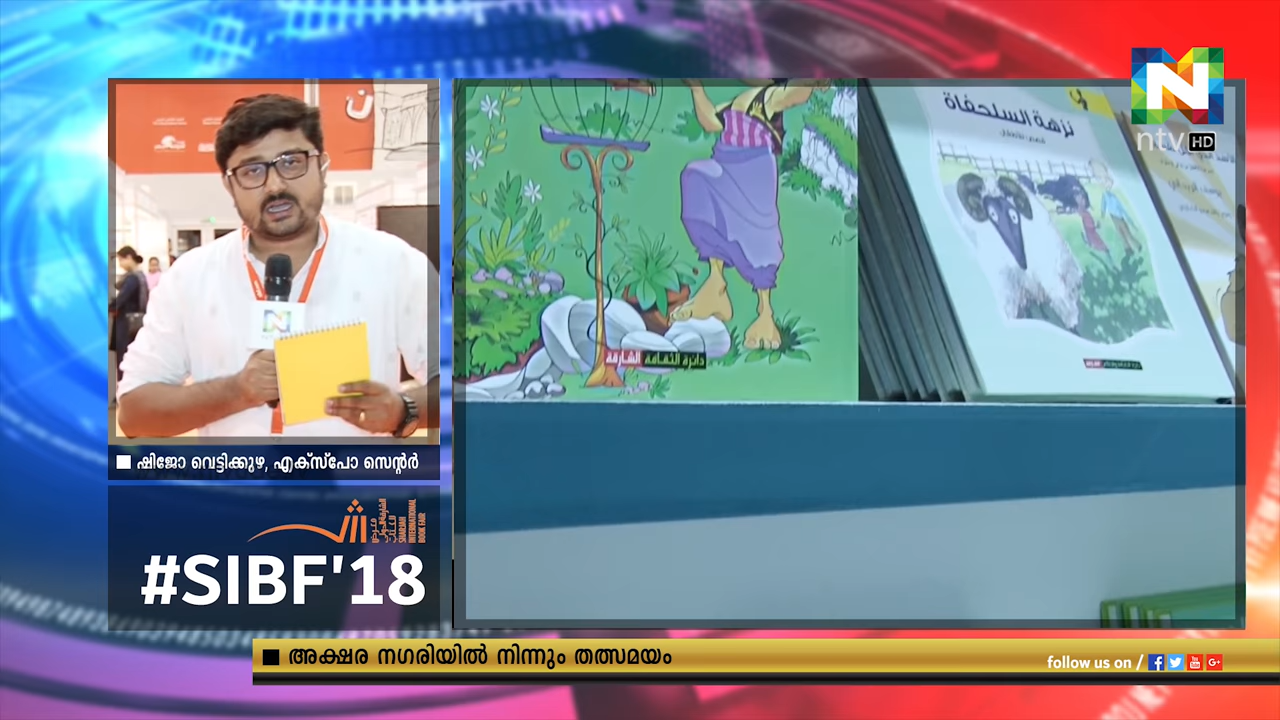 ntv HD
نزهة السلحفاة
دائرة الثقافة الشارقة
ഷിജോ വെട്ടിക്കുഴ, എക്സ്പോ സെന്റർ
SHARJAH
INTERNATIONAL
BOOK FAIR
#SIBF'18
അക്ഷര നഗരിയിൽ നിന്നും തത്സമയം
follow us on /